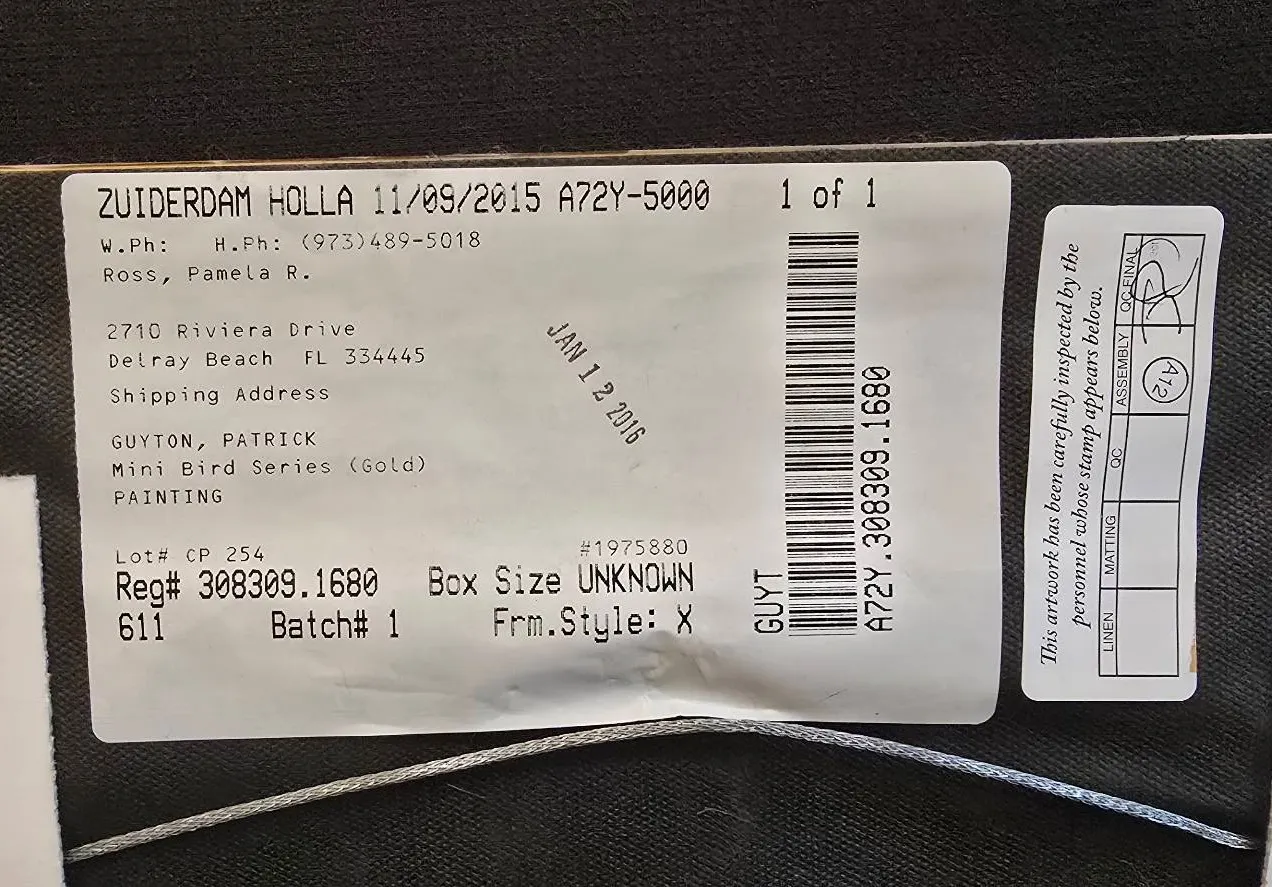 ZUIDERDAM HOLLA 11/09/2015 A72Y-5000 1 of 1
W.Ph: H.Ph: (973)489-5018
Ross, Pamela R.
2710 Riviera Drive
Delray Beach FL 334445
Shipping Address
JAN 12 2016
GUYTON, PATRICK
Mini Bird Series (Gold)
PAINTING
Lot# CP 254 #1975880
Reg# 308309.1680 Box Size UNKNOWN
611 Batch# 1 Frm.Style: X
GUYT
A72Y.308309.1680
This artwork has been carefully inspected by the
personnel whose stamp appears below.
LINEN MATTING QC ASSEMBLY QC FINAL
A12